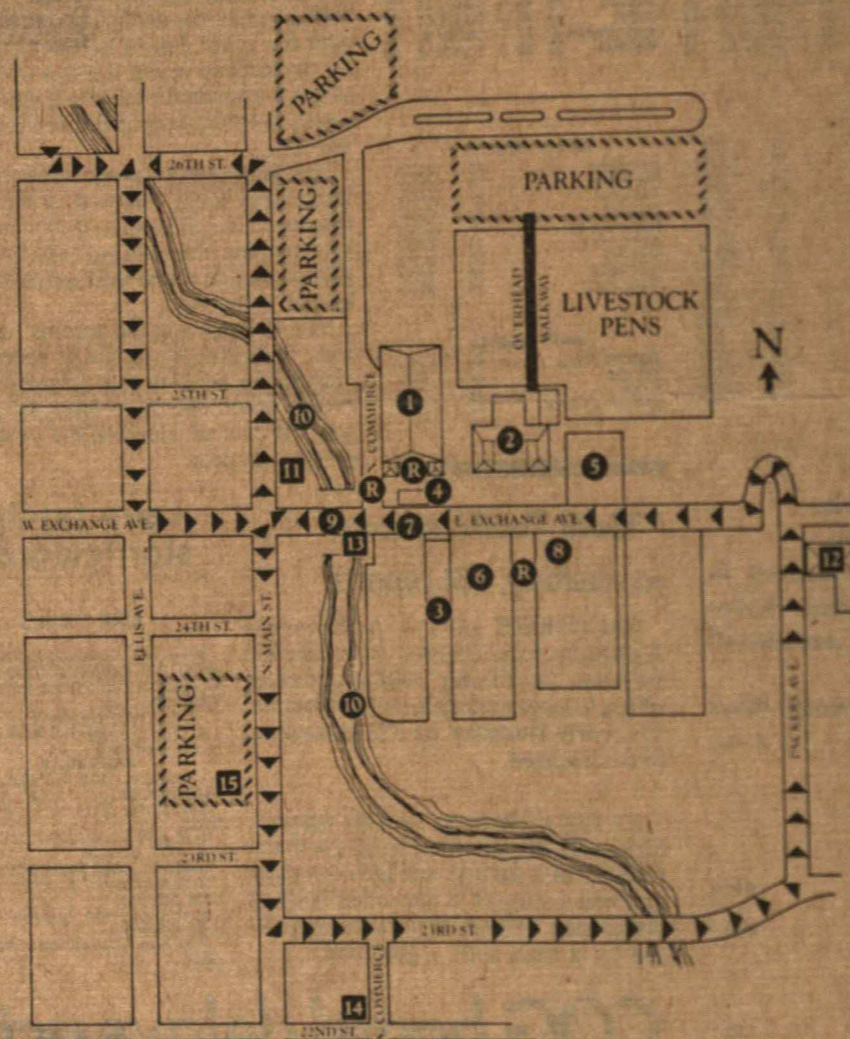 PARKING
26TH ST.
PARKING
PARKING
OVERHEAD
WALKWAY
LIVESTOCK
PENS
N
25TH ST.
N. COMMERCE
1
2
10
11
R
R
4
5
W. EXCHANGE AVE.
9
7
E. EXCHANGE AVE.
13
8
12
6
R
3
ELLIS AVE.
24TH ST.
N. MAIN ST.
PACKERS AVE.
10
PARKING
15
23RD ST.
23RD ST.
COMMERCE
14
22ND ST.